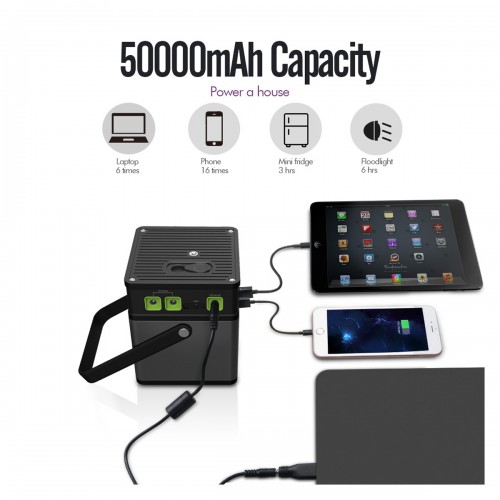 50000mAh Capacity
Power a house
Laptop
6 times
Phone
16 times
Mini fridge
3 hrs
Floodlight
6 hrs